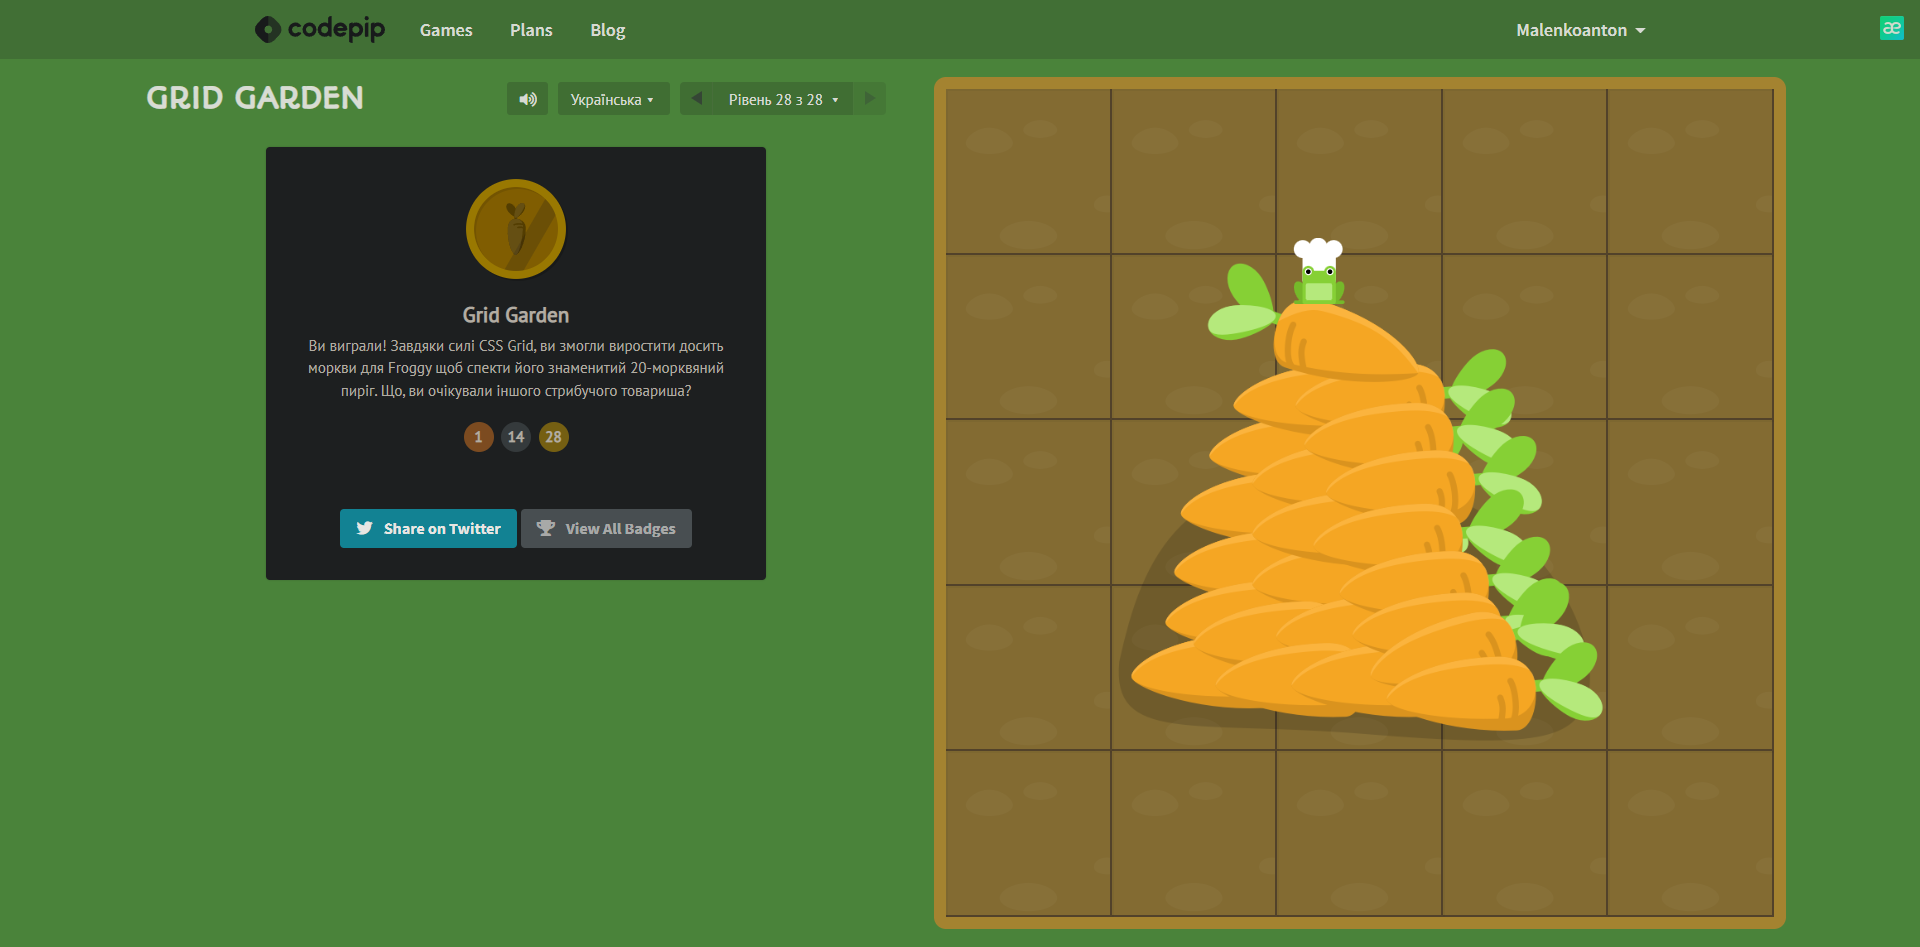 codepip
Games
Plans
Blog
Malenkoanton
æ
GRID GARDEN
Українська
Рівень 28 з 28
Grid Garden
Ви виграли! Завдяки силі CSS Grid, ви змогли виростити досить
моркви для Froggy щоб спекти його знаменитий 20-морквяний
пиріг. Що, ви очікували іншого стрибучого товариша?
1 14 28
Share on Twitter
View All Badges